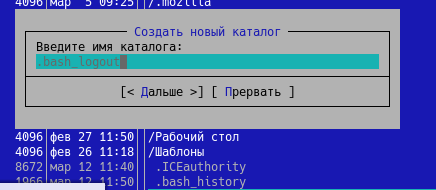 4096 мар  5 09:25 /.mozilla
Создать новый каталог
Введите имя каталога:
.bash_logout
[< Дальше >] [ Прервать ]
4096 фев 27 11:50 /Рабочий стол
4096 фев 26 11:18 /Шаблоны
8672 мар 12 11:40 .ICEauthority
1966 мар 12 11:50 .bash_history